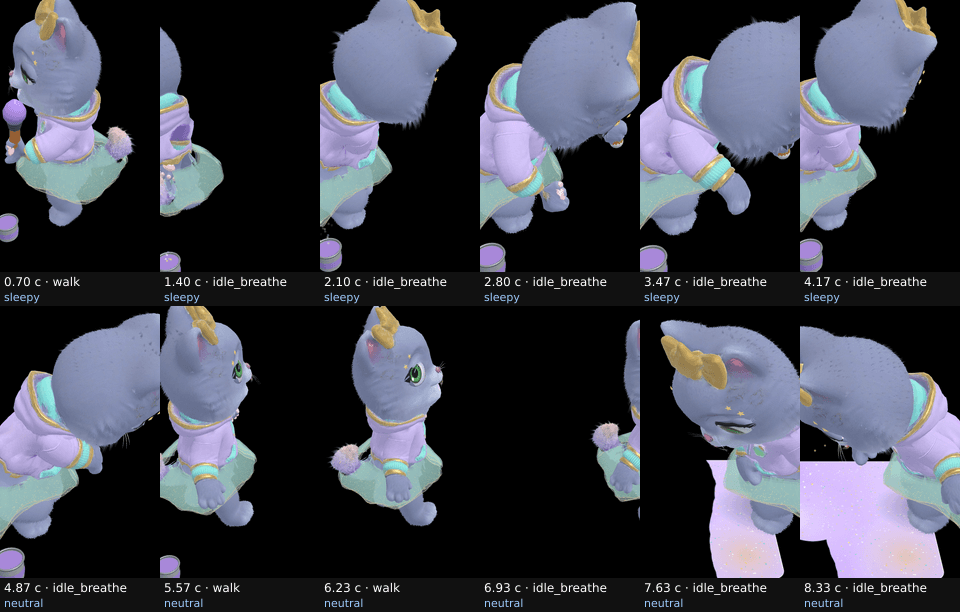 0.70 с · walk
sleepy
1.40 с · idle_breathe
sleepy
2.10 с · idle_breathe
sleepy
2.80 с · idle_breathe
sleepy
3.47 с · idle_breathe
sleepy
4.17 с · idle_breathe
sleepy
4.87 с · idle_breathe
neutral
5.57 с · walk
neutral
6.23 с · walk
neutral
6.93 с · idle_breathe
neutral
7.63 с · idle_breathe
neutral
8.33 с · idle_breathe
neutral